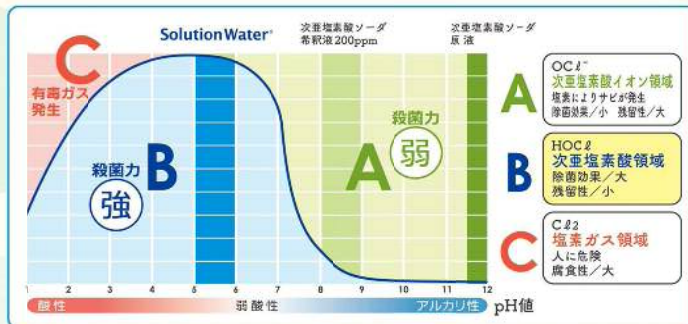 SolutionWater®
次亜塩素酸ソーダ
希釈液200ppm
次亜塩素酸ソーダ
原液
C
有毒ガス
発生
殺菌力
強
B
A
殺菌力
弱
1 2 3 4 5 6 7 8 9 10 11 12
酸性 弱酸性 アルカリ性 pH値
A
OCℓ⁻
次亜塩素酸イオン領域
塩素によりサビが発生
除菌効果/小 残留性/大
B
HOCℓ
次亜塩素酸領域
除菌効果/大
残留性/小
C
Cℓ2
塩素ガス領域
人に危険
腐食性/大